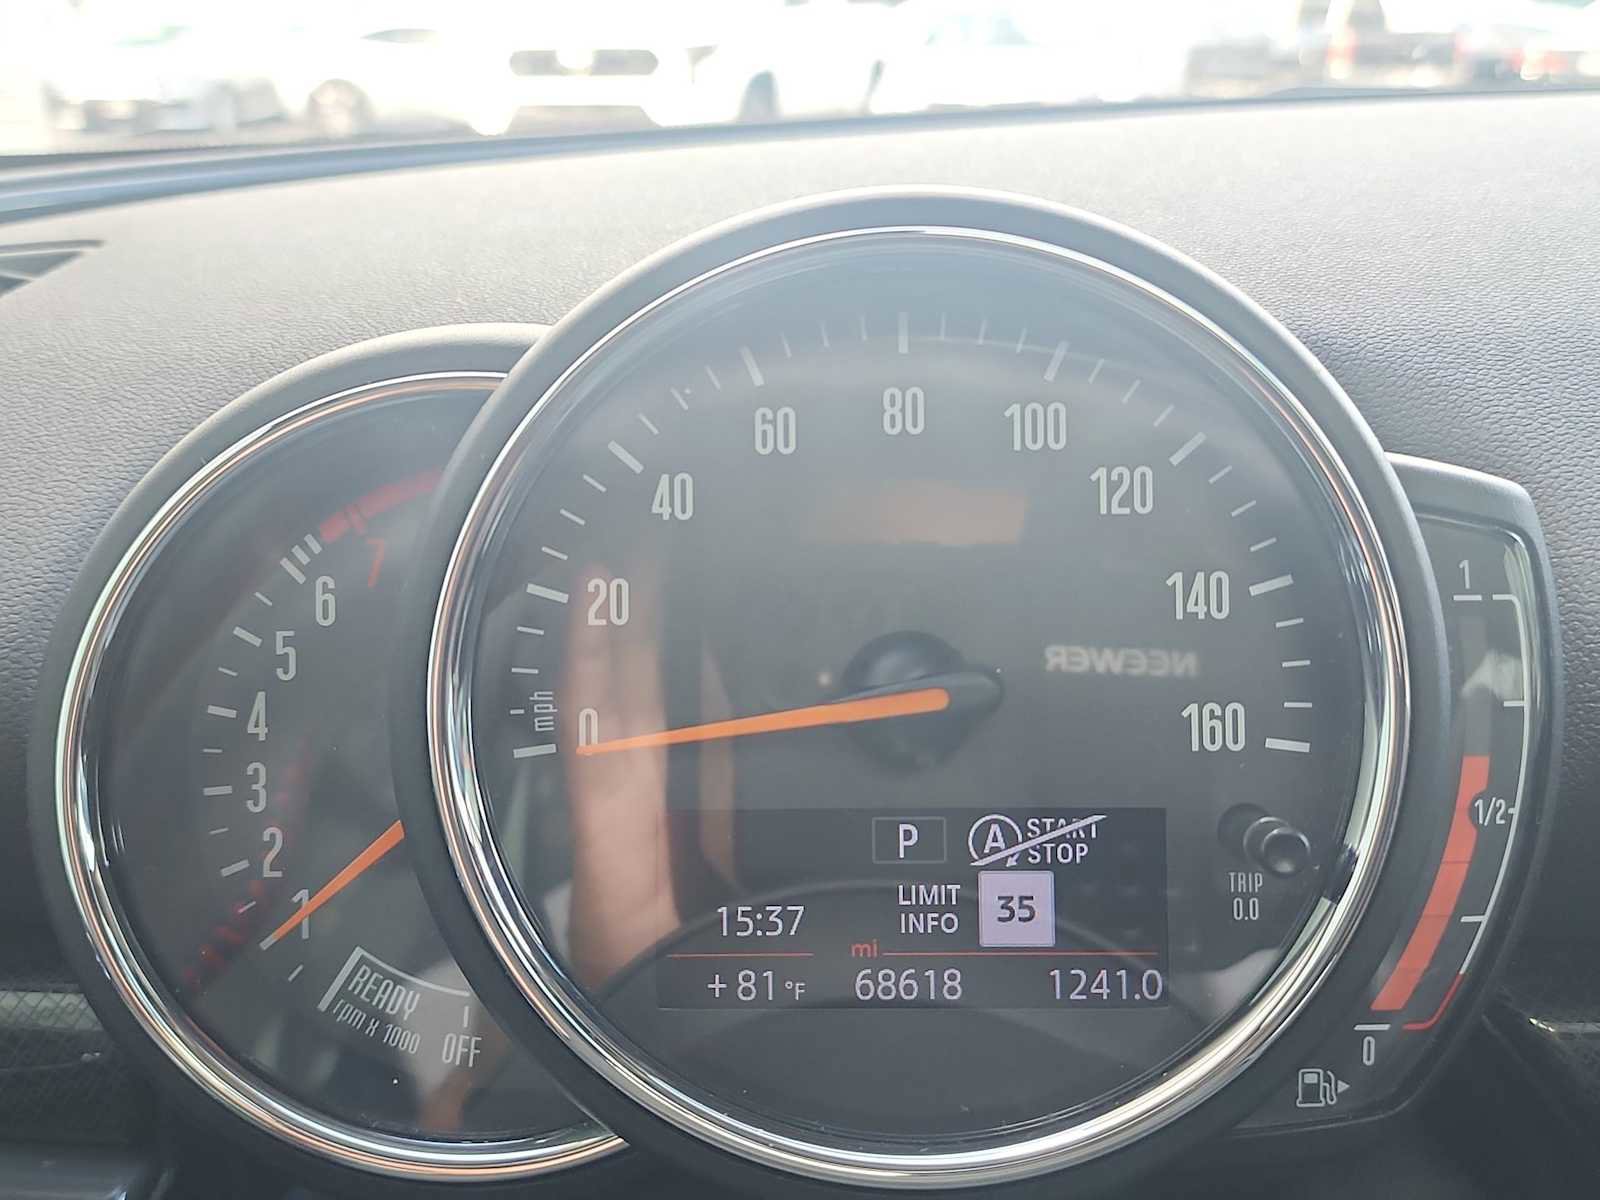 1
2
3
4
5
6
7
READY
rpm x 1000
OFF
mph
0
20
40
60
80
100
120
140
160
NEEWER
P
A START
STOP
LIMIT
INFO
35
15:37
mi
+81 °F
68618
1241.0
TRIP
0.0
1
1/2
0